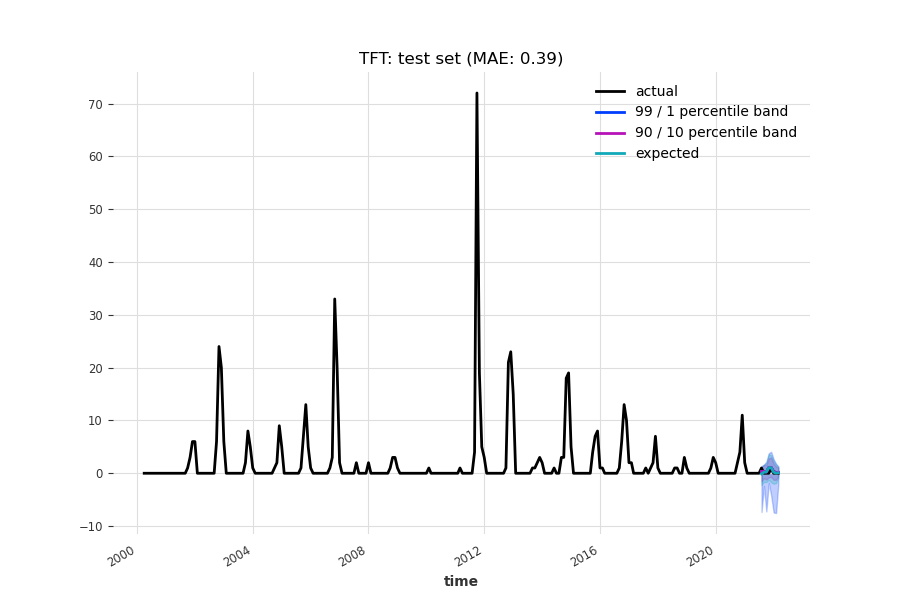 TFT: test set (MAE: 0.39)
actual
99 / 1 percentile band
90 / 10 percentile band
expected
70
60
50
40
30
20
10
0
−10
2000
2004
2008
2012
2016
2020
time